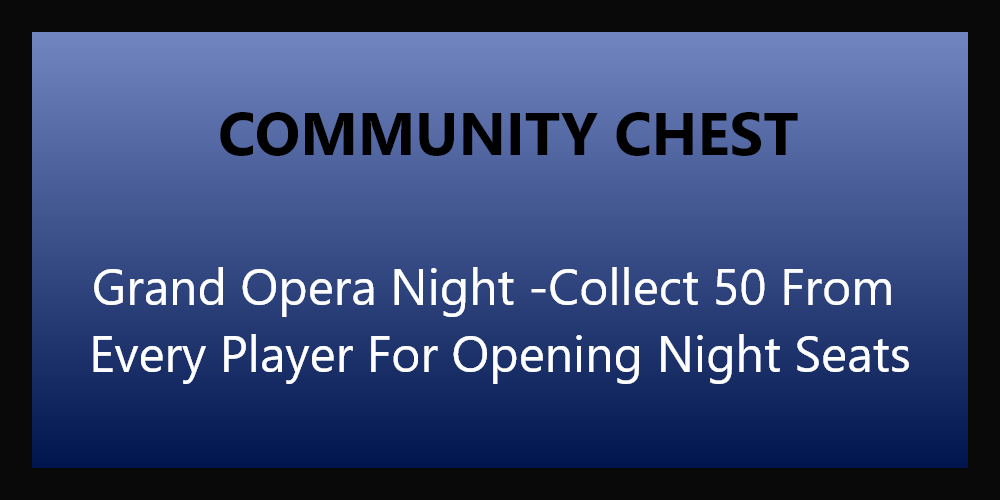 COMMUNITY CHEST
Grand Opera Night -Collect 50 From
Every Player For Opening Night Seats